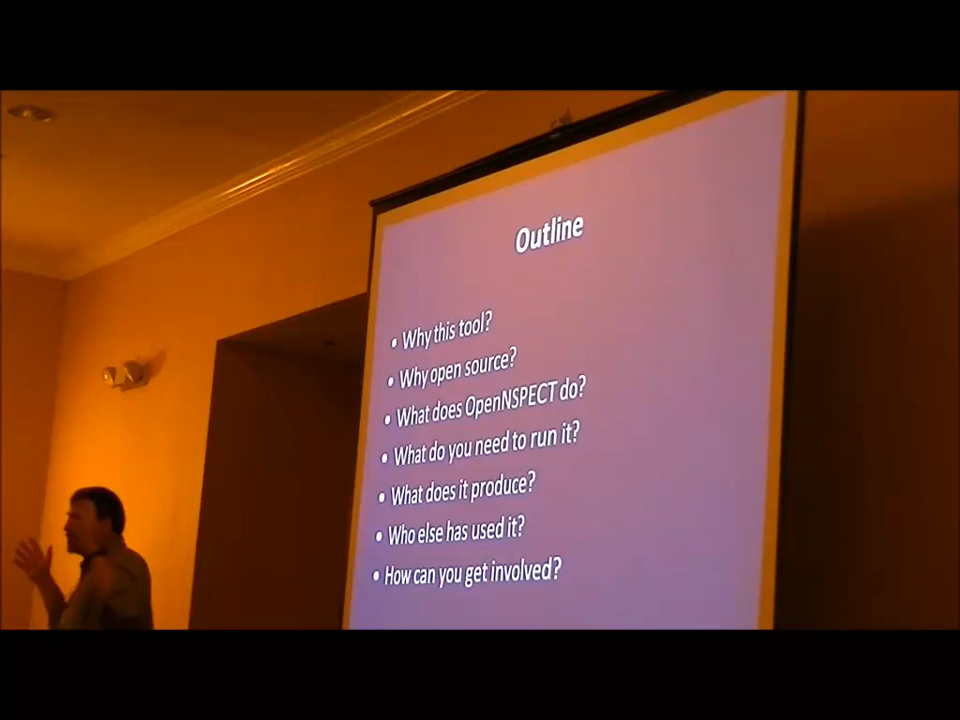 Outline
• Why this tool?
• Why open source?
• What does OpenNSPECT do?
• What do you need to run it?
• What does it produce?
• Who else has used it?
• How can you get involved?